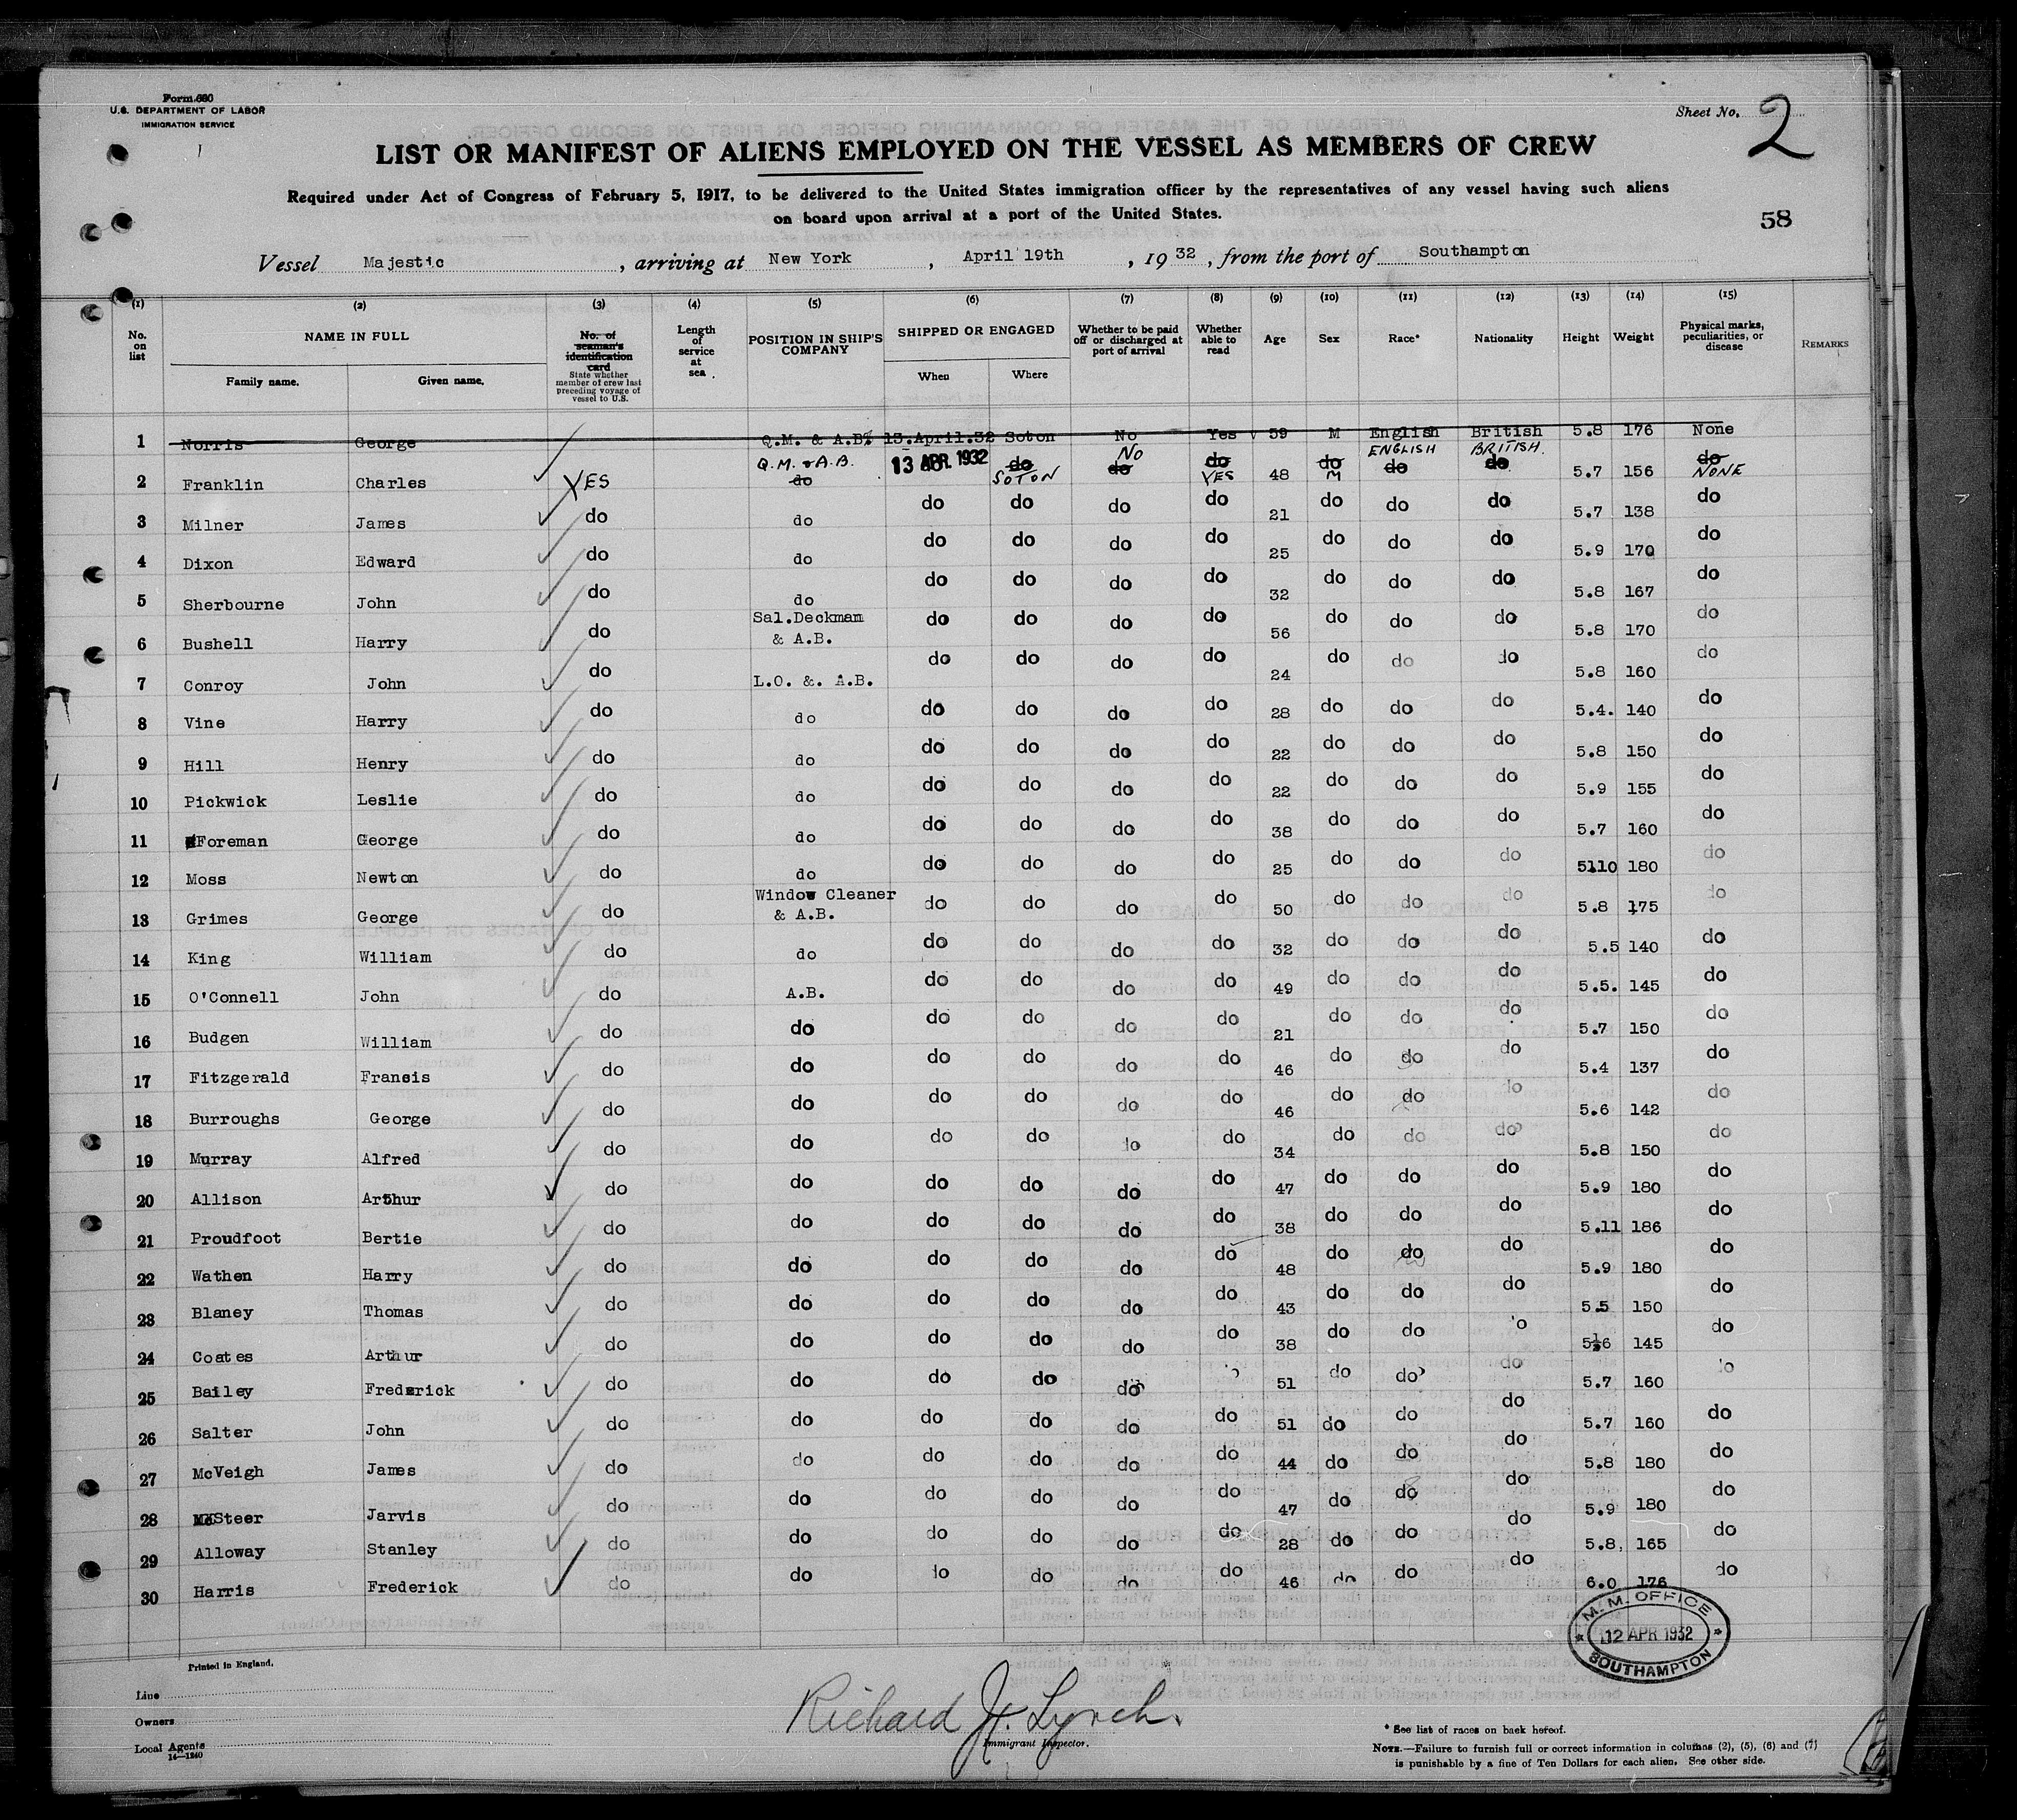 Form 680
U.S. DEPARTMENT OF LABOR
IMMIGRATION SERVICE
Sheet No. 2
LIST OR MANIFEST OF ALIENS EMPLOYED ON THE VESSEL AS MEMBERS OF CREW
Required under Act of Congress of February 5, 1917, to be delivered to the United States immigration officer by the representatives of any vessel having such aliens
on board upon arrival at a port of the United States.
58
Vessel Majestic, arriving at New York, April 19th, 1932, from the port of Southampton
(1) (2) (3) (4) (5) (6) (7) (8) (9) (10) (11) (12) (13) (14) (15)
No. on list NAME IN FULL Family name. Given name. No. of seaman's identification card State whether member of crew last preceding voyage of vessel to U.S. Length of service at sea. POSITION IN SHIP'S COMPANY SHIPPED OR ENGAGED When Where Whether to be paid off or discharged at port of arrival Whether able to read Age Sex Race* Nationality Height Weight Physical marks, peculiarities, or disease REMARKS
1 Norris George Q.M. & A.B. 13.April.32 Soton No Yes 59 M English British 5.8 176 None
2 Franklin Charles YES Q.M. & A.B. do 13 APR. 1932 do SOTON No do do YES 48 do M ENGLISH do BRITISH. do 5.7 156 do NONE
3 Milner James do do do do do do 21 do do do 5.7 138 do
4 Dixon Edward do do do do do do 25 do do do 5.9 170 do
5 Sherbourne John do do do do do do 32 do do do 5.8 167 do
6 Bushell Harry do Sal.Deckman & A.B. do do do do 56 do do do 5.8 170 do
7 Conroy John do L.O. &. A.B. do do do do 24 do do do 5.8 160 do
8 Vine Harry do do do do do do 28 do do do 5.4. 140 do
9 Hill Henry do do do do do do 22 do do do 5.8 150 do
10 Pickwick Leslie do do do do do do 22 do do do 5.9 155 do
11 Foreman George do do do do do do 38 do do do 5.7 160 do
12 Moss Newton do do do do do do 25 do do do 5110 180 do
13 Grimes George do Window Cleaner & A.B. do do do do 50 do do do 5.8 175 do
14 King William do do do do do do 32 do do do 5.5 140 do
15 O'Connell John do A.B. do do do do 49 do do do 5.5. 145 do
16 Budgen William do do do do do do 21 do do do 5.7 150 do
17 Fitzgerald Francis do do do do do do 46 do do do 5.4 137 do
18 Burroughs George do do do do do do 46 do do do 5.6 142 do
19 Murray Alfred do do do do do do 34 do do do 5.8 150 do
20 Allison Arthur do do do do do do 47 do do do 5.9 180 do
21 Proudfoot Bertie do do do do do do 38 do do do 5.11 186 do
22 Wathen Harry do do do do do do 48 do do do 5.9 180 do
23 Blaney Thomas do do do do do do 43 do do do 5.5 150 do
24 Coates Arthur do do do do do do 38 do do do 145 do
25 Bailey Frederick do do do do do 51 do do do 5.7 160 do
26 Salter John do do do do do do 51 do do do 5.7 160 do
27 McVeigh James do do do do do do 44 do do do 5.8 180 do
28 McSteer Jarvis do do do do do do 47 do do do 5.9 180 do
29 Alloway Stanley do do do do do do 28 do do do 5.8, 165 do
30 Harris Frederick do do do do do do 46 do do do 6.0 176 do
M.M. OFFICE
12 APR 1932
SOUTHAMPTON
Printed in England.
Line
Owners
Local Agents
14—1240
Richard H. Lynch.
Immigrant Inspector.
* See list of races on back hereof.
NOTE.—Failure to furnish full or correct information in columns (2), (5), (6) and (7)
is punishable by a fine of Ten Dollars for each alien. See other side.